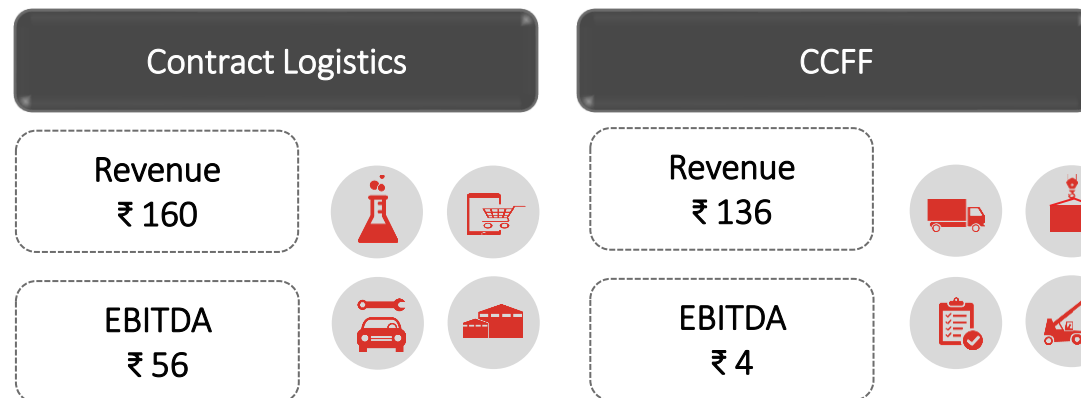 Contract Logistics
Revenue
₹ 160
EBITDA
₹ 56
CCFF
Revenue
₹ 136
EBITDA
₹ 4